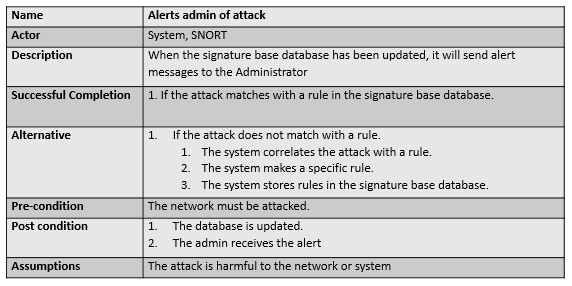 Name Alerts admin of attack
Actor System, SNORT
Description When the signature base database has been updated, it will send alert
messages to the Administrator
Successful Completion 1. If the attack matches with a rule in the signature base database.
Alternative 1. If the attack does not match with a rule.
1. The system correlates the attack with a rule.
2. The system makes a specific rule.
3. The system stores rules in the signature base database.
Pre-condition The network must be attacked.
Post condition 1. The database is updated.
2. The admin receives the alert
Assumptions The attack is harmful to the network or system